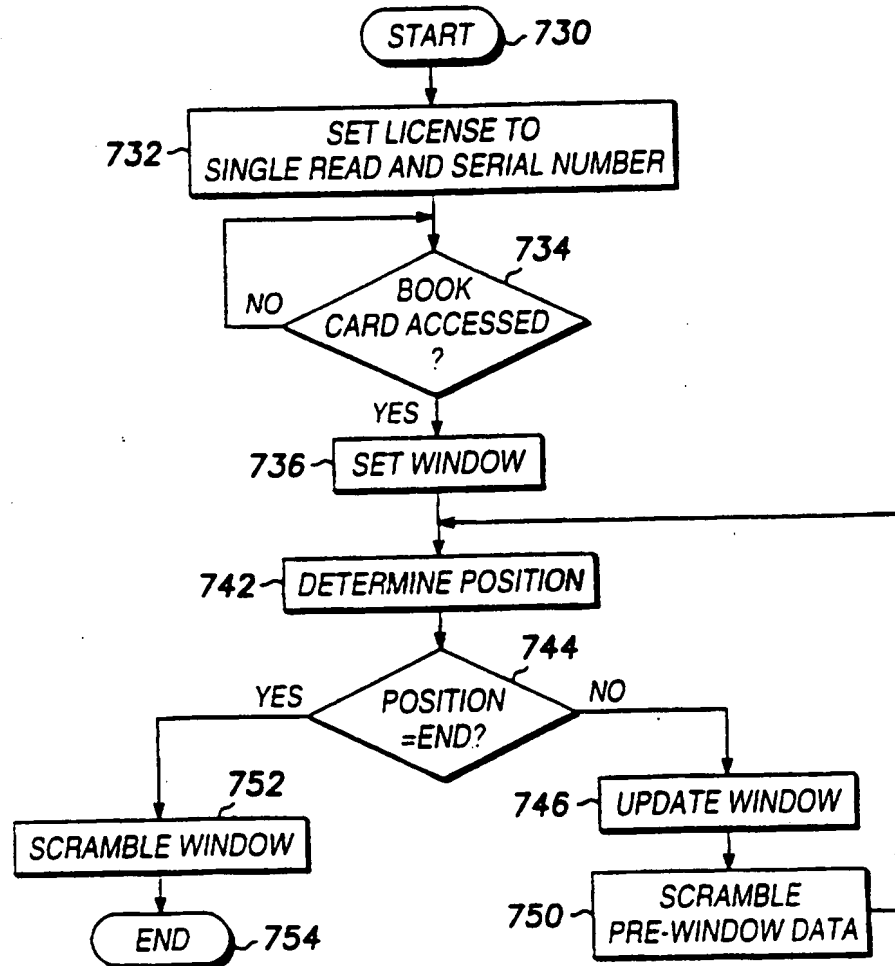 START 730
732 SET LICENSE TO
SINGLE READ AND SERIAL NUMBER
734
BOOK
CARD ACCESSED
?
NO
YES
736 SET WINDOW
742 DETERMINE POSITION
744
YES
POSITION
=END?
NO
752
SCRAMBLE WINDOW
746 UPDATE WINDOW
750 SCRAMBLE
PRE-WINDOW DATA
END 754